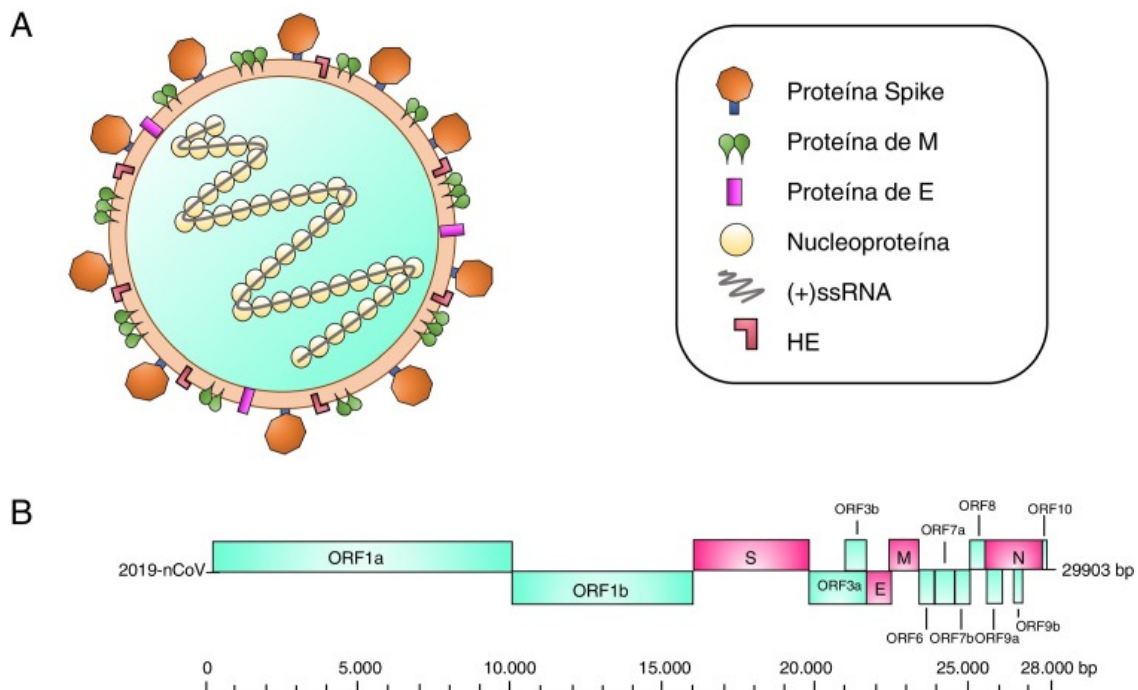 A
Proteína Spike
Proteína de M
Proteína de E
Nucleoproteína
(+)ssRNA
HE
B
ORF3b
ORF7a
ORF8
ORF10
2019-nCoV
ORF1a
S
M
N
29903 bp
ORF1b
ORF3a
E
ORF6
ORF7b
ORF9a
ORF9b
0 5.000 10.000 15.000 20.000 25.000 28.000 bp